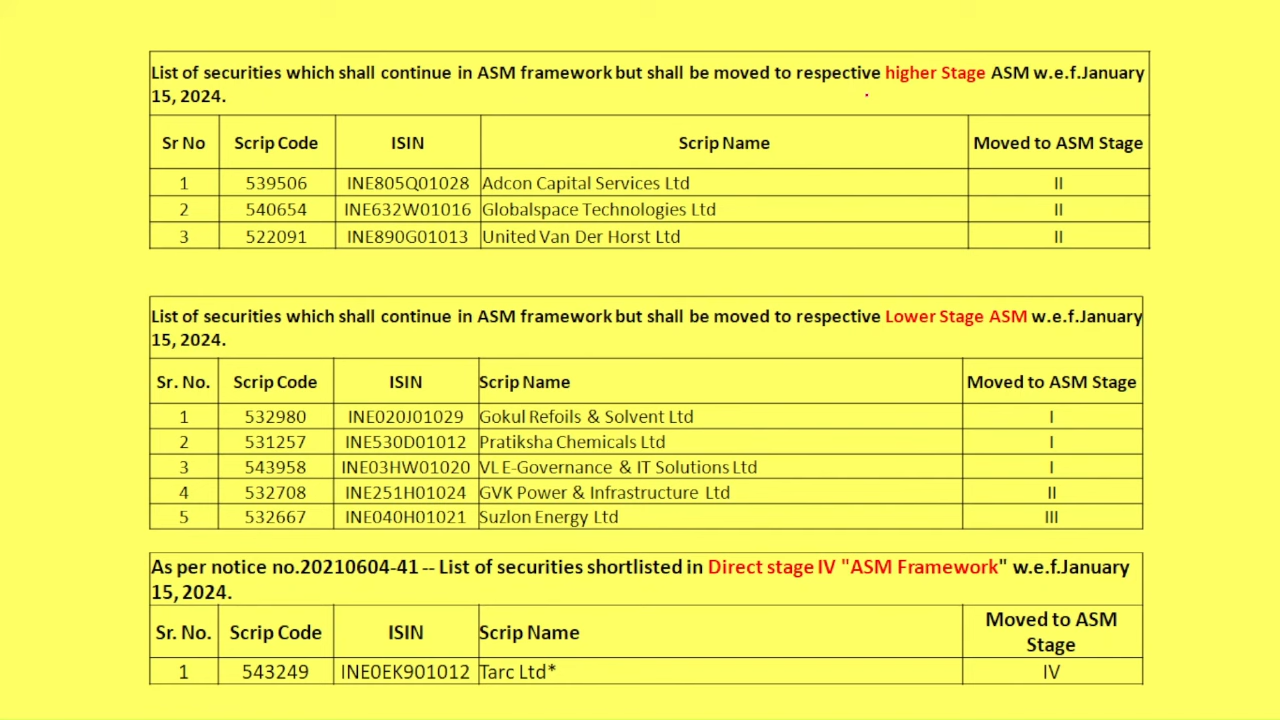 List of securities which shall continue in ASM framework but shall be moved to respective higher Stage ASM w.e.f.January
15, 2024.
Sr No Scrip Code ISIN Scrip Name Moved to ASM Stage
1 539506 INE805Q01028 Adcon Capital Services Ltd II
2 540654 INE632W01016 Globalspace Technologies Ltd II
3 522091 INE890G01013 United Van Der Horst Ltd II
List of securities which shall continue in ASM framework but shall be moved to respective Lower Stage ASM w.e.f.January
15, 2024.
Sr. No. Scrip Code ISIN Scrip Name Moved to ASM Stage
1 532980 INE020J01029 Gokul Refoils & Solvent Ltd I
2 531257 INE530D01012 Pratiksha Chemicals Ltd I
3 543958 INE03HW01020 VL E-Governance & IT Solutions Ltd I
4 532708 INE251H01024 GVK Power & Infrastructure Ltd II
5 532667 INE040H01021 Suzlon Energy Ltd III
As per notice no.20210604-41 -- List of securities shortlisted in Direct stage IV "ASM Framework" w.e.f.January
15, 2024.
Sr. No. Scrip Code ISIN Scrip Name Moved to ASM
Stage
1 543249 INE0EK901012 Tarc Ltd* IV